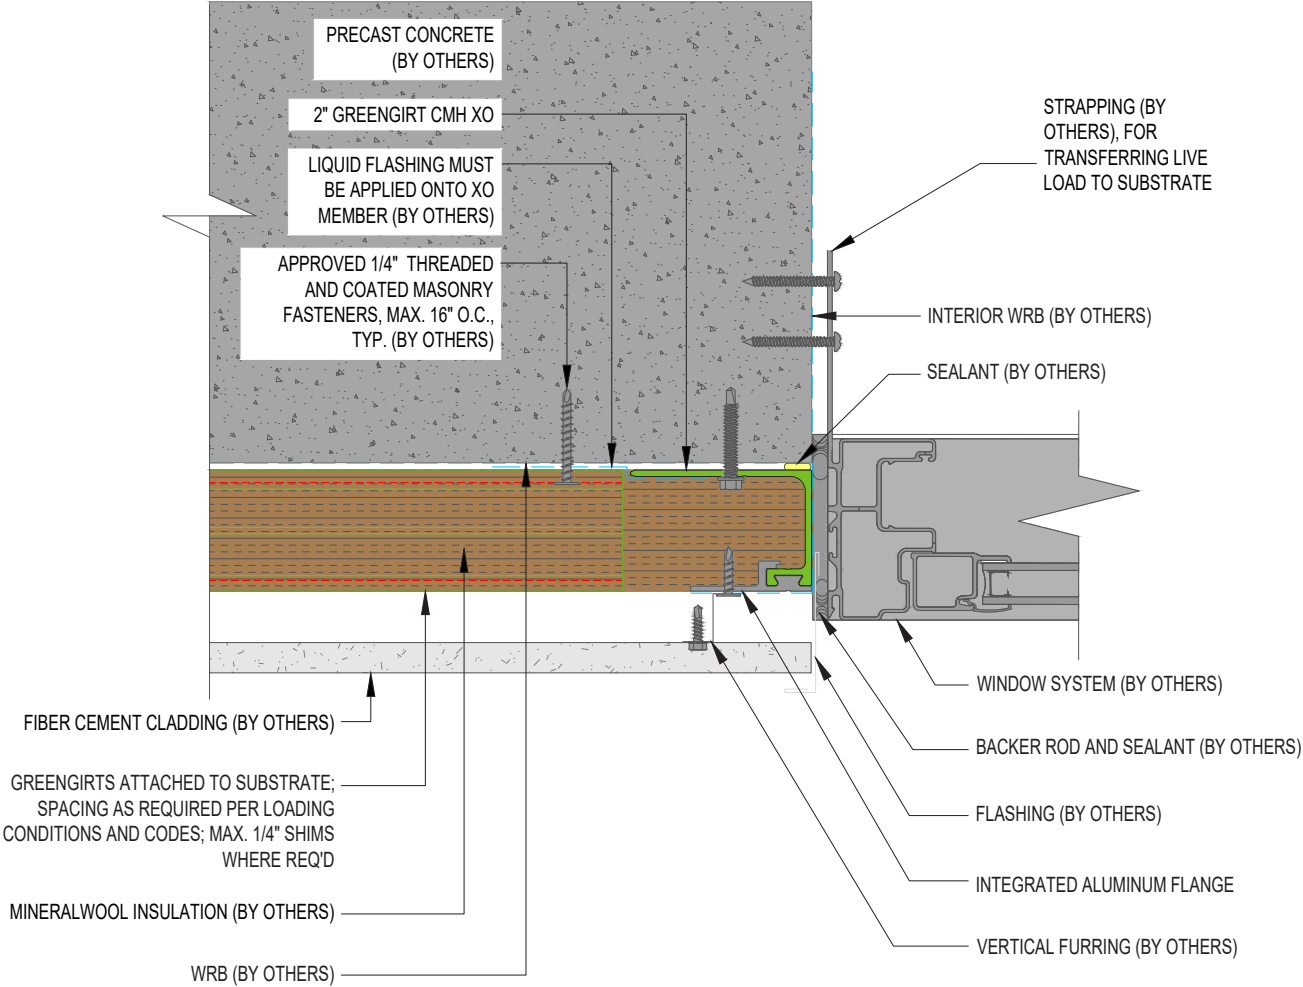 PRECAST CONCRETE
(BY OTHERS)
2" GREENGIRT CMH XO
LIQUID FLASHING MUST
BE APPLIED ONTO XO
MEMBER (BY OTHERS)
APPROVED 1/4" THREADED
AND COATED MASONRY
FASTENERS, MAX. 16" O.C.,
TYP. (BY OTHERS)
STRAPPING (BY
OTHERS), FOR
TRANSFERRING LIVE
LOAD TO SUBSTRATE
INTERIOR WRB (BY OTHERS)
SEALANT (BY OTHERS)
FIBER CEMENT CLADDING (BY OTHERS)
GREENGIRTS ATTACHED TO SUBSTRATE;
SPACING AS REQUIRED PER LOADING
CONDITIONS AND CODES; MAX. 1/4" SHIMS
WHERE REQ'D
MINERALWOOL INSULATION (BY OTHERS)
WRB (BY OTHERS)
WINDOW SYSTEM (BY OTHERS)
BACKER ROD AND SEALANT (BY OTHERS)
FLASHING (BY OTHERS)
INTEGRATED ALUMINUM FLANGE
VERTICAL FURRING (BY OTHERS)